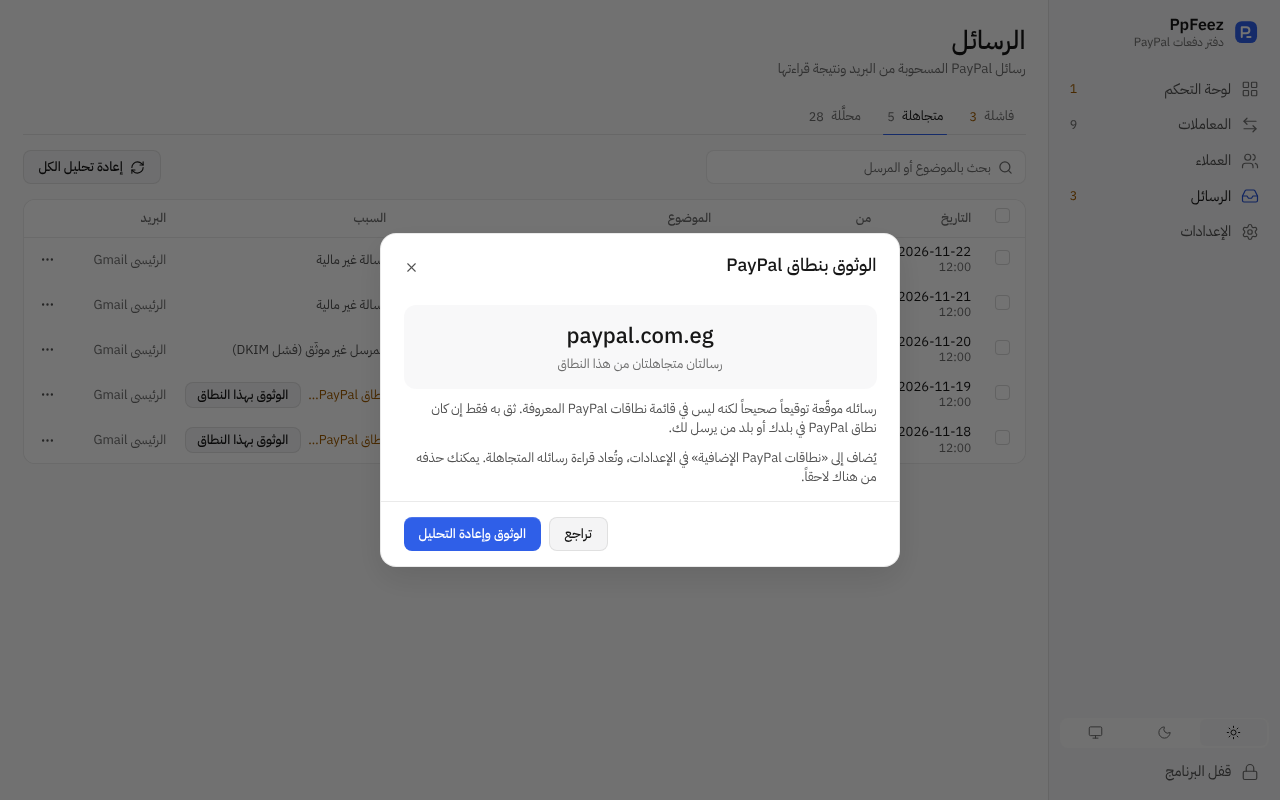 PpFeez
دفتر دفعات PayPal
لوحة التحكم 1
المعاملات 9
العملاء
الرسائل 3
الإعدادات
قفل البرنامج
الرسائل
رسائل PayPal المسحوبة من البريد ونتيجة قراءتها
فاشلة 3 متجاهلة 5 محلَّلة 28
بحث بالموضوع أو المرسل
إعادة تحليل الكل
التاريخ من الموضوع السبب البريد
2026-11-22 الرئيسي Gmail
12:00
2026-11-21 الرئيسي Gmail
12:00
2026-11-20 غير موثّق (فشل DKIM) الرئيسي Gmail
12:00
2026-11-19 PayPal… الوثوق بهذا النطاق الرئيسي Gmail
12:00
2026-11-18 PayPal… الوثوق بهذا النطاق الرئيسي Gmail
12:00
الوثوق بنطاق PayPal
paypal.com.eg
رسالتان متجاهلتان من هذا النطاق
رسائله موقّعة توقيعاً صحيحاً لكنه ليس في قائمة نطاقات PayPal المعروفة. ثق به فقط إن كان
نطاق PayPal في بلدك أو بلد من يرسل لك.
يُضاف إلى «نطاقات PayPal الإضافية» في الإعدادات، وتُعاد قراءة رسائله المتجاهلة. يمكنك حذفه
من هناك لاحقاً.
تراجع
الوثوق وإعادة التحليل